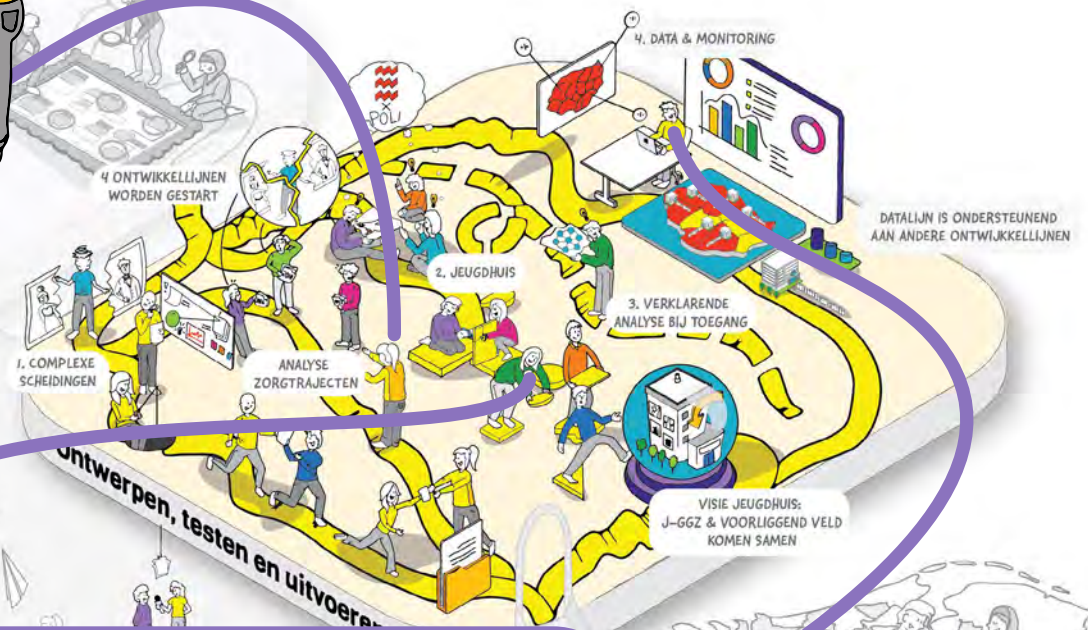 4. DATA & MONITORING
POLI
4 ONTWIKKELLIJNEN
WORDEN GESTART
DATALIJN IS ONDERSTEUNEND
AAN ANDERE ONTWIJKKELLIJNEN
2. JEUGDHUIS
3. VERKLARENDE
ANALYSE BIJ TOEGANG
1. COMPLEXE
SCHEIDINGEN
ANALYSE
ZORGTRAJECTEN
VISIE JEUGDHUIS:
J-GGZ & VOORLIGGEND VELD
KOMEN SAMEN
Ontwerpen, testen en uitvoeren